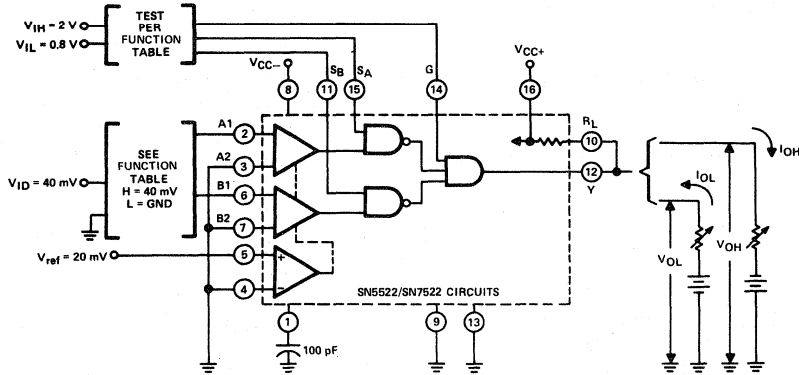 TEST
PER
FUNCTION
TABLE
VIH = 2 V
VIL = 0.8 V
VCC−
SB
SA
G
VCC+
8
11
15
14
16
RL
10
A1
2
A2
3
SEE
FUNCTION
TABLE
H = 40 mV
L = GND
VID = 40 mV
B1
6
B2
7
Vref = 20 mV
5
+
4
−
12
Y
IOH
IOL
VOL
VOH
SN5522/SN7522 CIRCUITS
1
9
13
100 pF